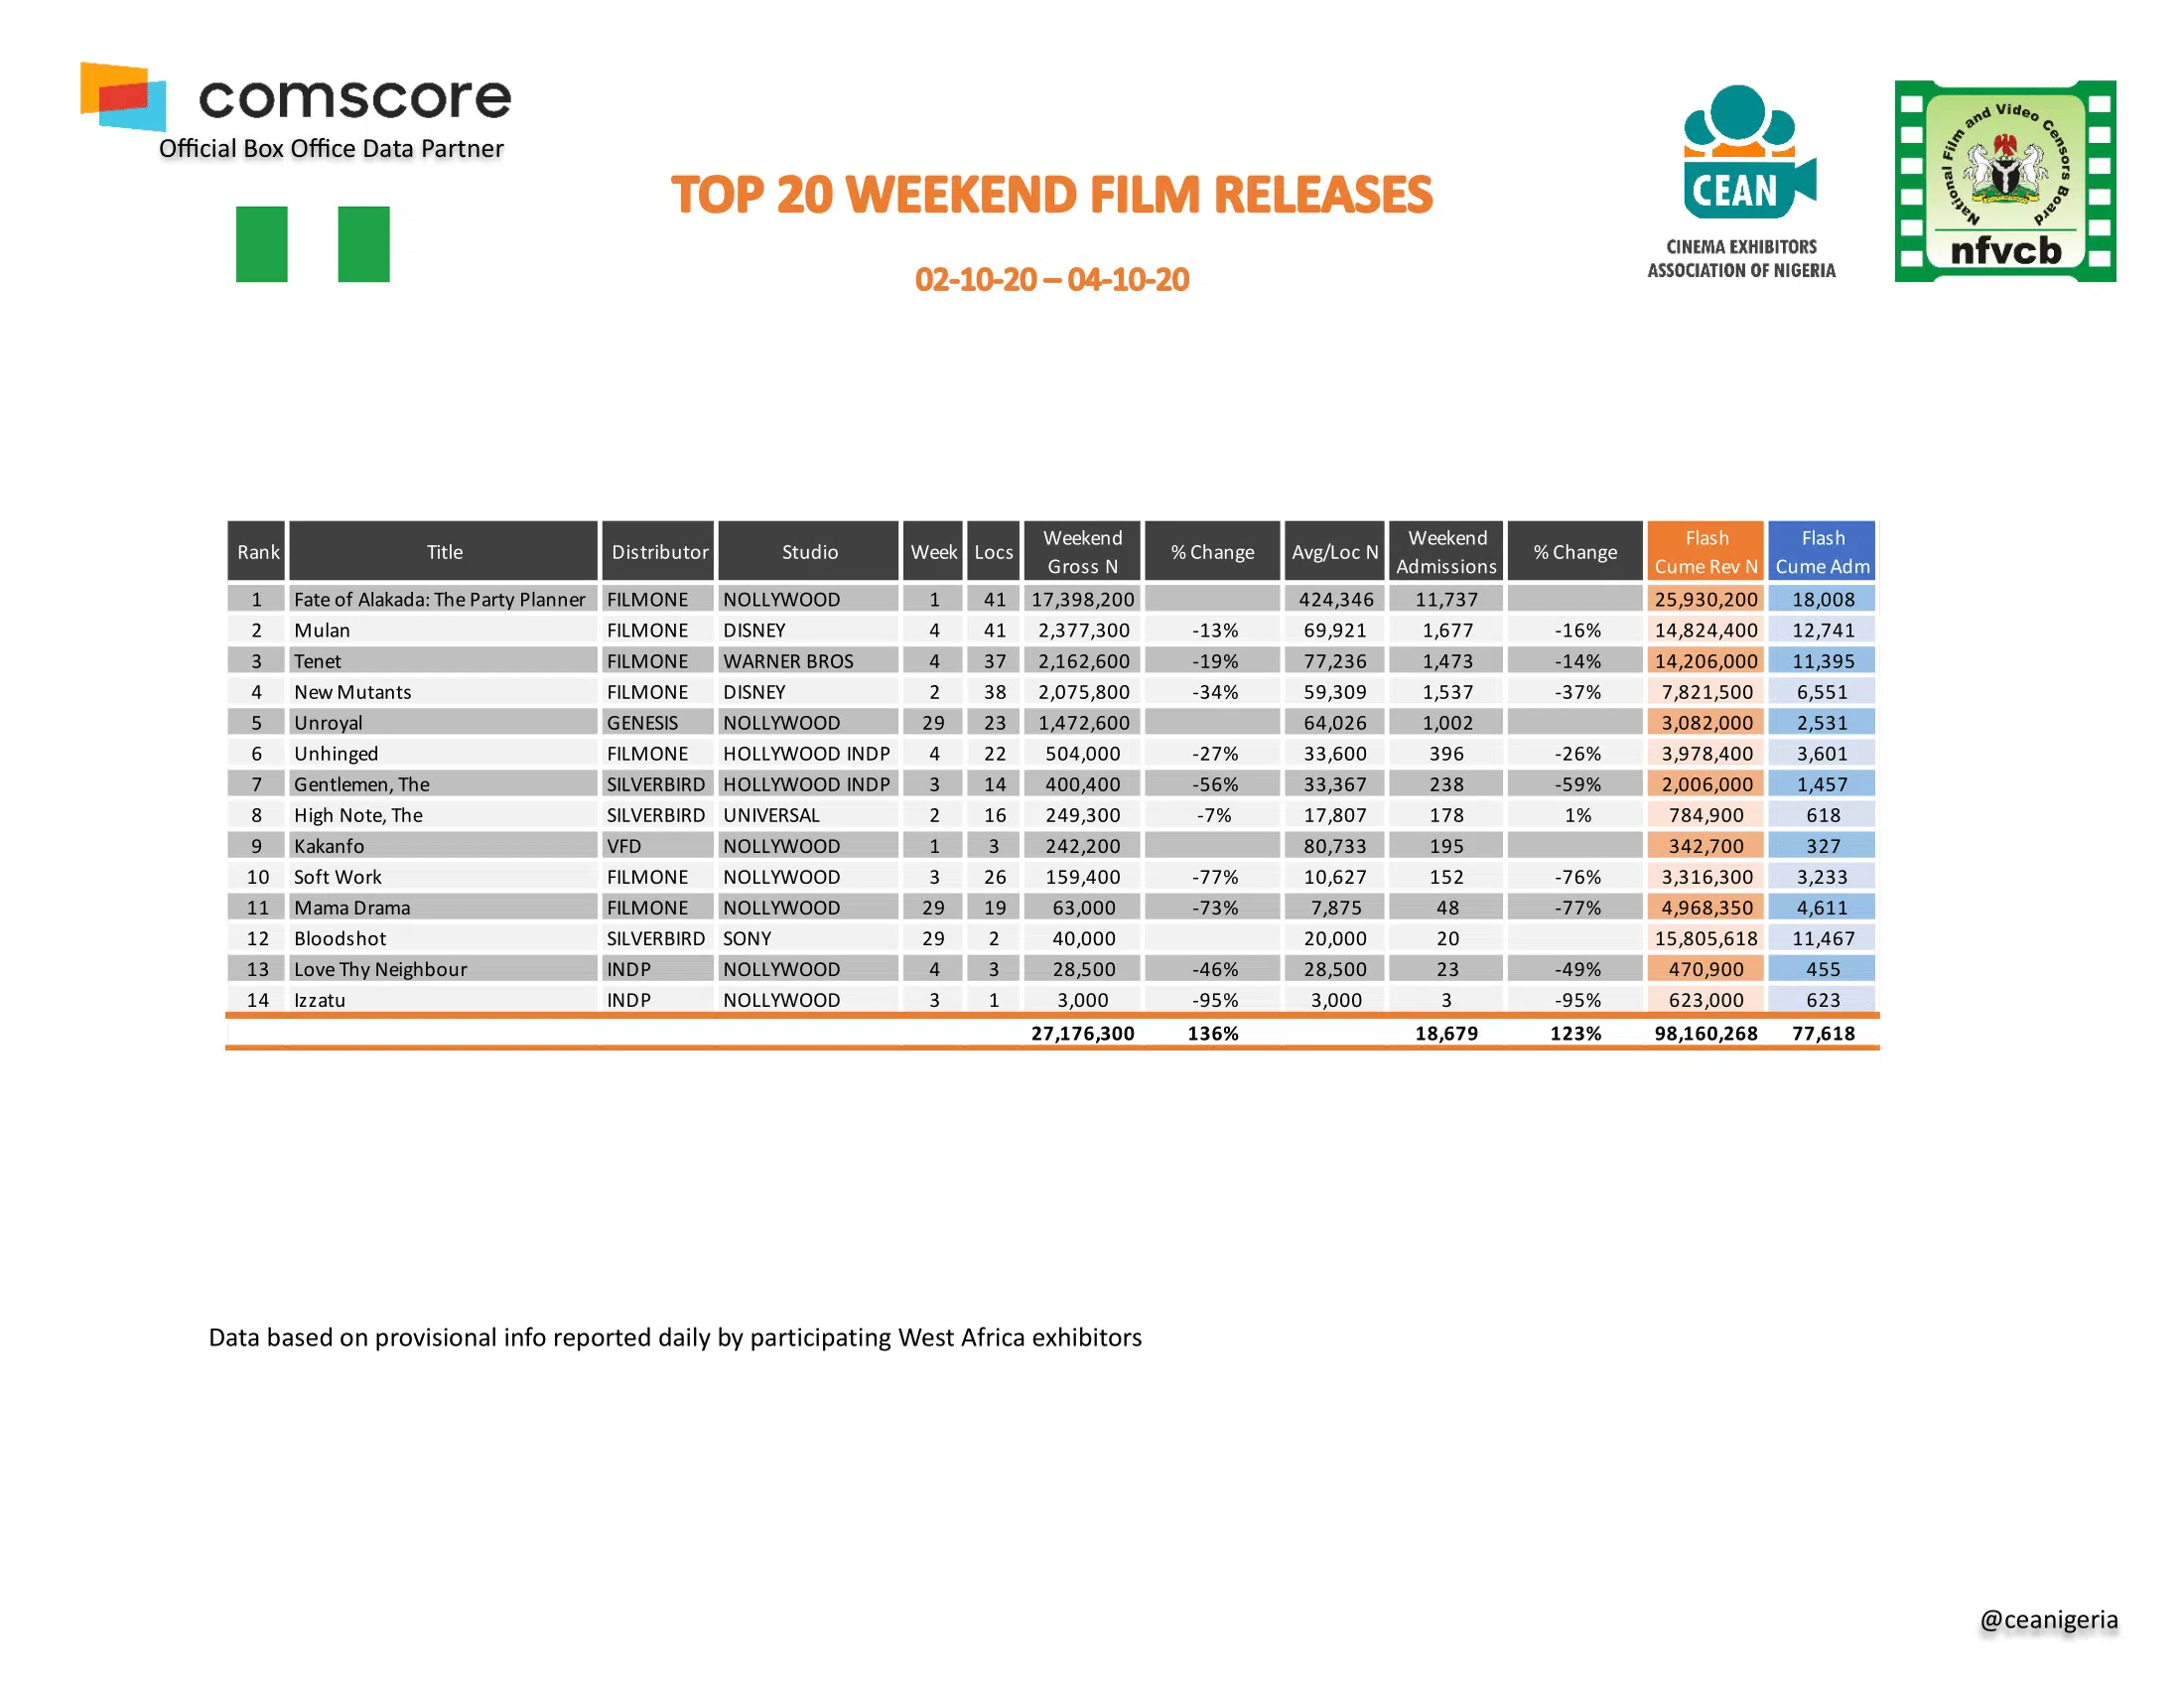 comscore
Official Box Office Data Partner
TOP 20 WEEKEND FILM RELEASES
02-10-20 – 04-10-20
CEAN
CINEMA EXHIBITORS
ASSOCIATION OF NIGERIA
National Film and Video Censors Board
nfvcb
Rank Title Distributor Studio Week Locs Weekend Gross N % Change Avg/Loc N Weekend Admissions % Change Flash Cume Rev N Flash Cume Adm
1 Fate of Alakada: The Party Planner FILMONE NOLLYWOOD 1 41 17,398,200 424,346 11,737 25,930,200 18,008
2 Mulan FILMONE DISNEY 4 41 2,377,300 -13% 69,921 1,677 -16% 14,824,400 12,741
3 Tenet FILMONE WARNER BROS 4 37 2,162,600 -19% 77,236 1,473 -14% 14,206,000 11,395
4 New Mutants FILMONE DISNEY 2 38 2,075,800 -34% 59,309 1,537 -37% 7,821,500 6,551
5 Unroyal GENESIS NOLLYWOOD 29 23 1,472,600 64,026 1,002 3,082,000 2,531
6 Unhinged FILMONE HOLLYWOOD INDP 4 22 504,000 -27% 33,600 396 -26% 3,978,400 3,601
7 Gentlemen, The SILVERBIRD HOLLYWOOD INDP 3 14 400,400 -56% 33,367 238 -59% 2,006,000 1,457
8 High Note, The SILVERBIRD UNIVERSAL 2 16 249,300 -7% 17,807 178 1% 784,900 618
9 Kakanfo VFD NOLLYWOOD 1 3 242,200 80,733 195 342,700 327
10 Soft Work FILMONE NOLLYWOOD 3 26 159,400 -77% 10,627 152 -76% 3,316,300 3,233
11 Mama Drama FILMONE NOLLYWOOD 29 19 63,000 -73% 7,875 48 -77% 4,968,350 4,611
12 Bloodshot SILVERBIRD SONY 29 2 40,000 20,000 20 15,805,618 11,467
13 Love Thy Neighbour INDP NOLLYWOOD 4 3 28,500 -46% 28,500 23 -49% 470,900 455
14 Izzatu INDP NOLLYWOOD 3 1 3,000 -95% 3,000 3 -95% 623,000 623
27,176,300 136% 18,679 123% 98,160,268 77,618
Data based on provisional info reported daily by participating West Africa exhibitors
@ceanigeria